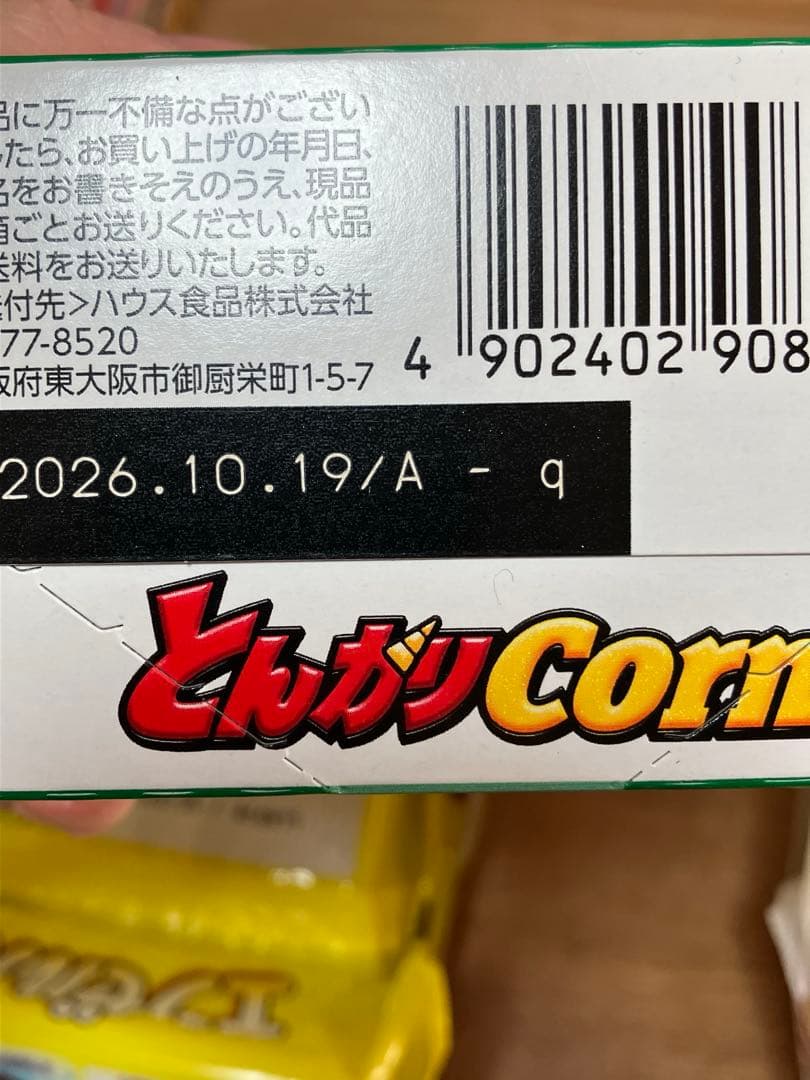 品に万一不備な点がござい
たら、お買い上げの年月日、
名をお書きそえのうえ、現品
箱ごとお送りください。代品
送料をお送りいたします。
付先>ハウス食品株式会社
77-8520
阪府東大阪市御厨栄町1-5-7
4 902402 908
2026.10.19/A - q
とんがりcorn
エンゼル